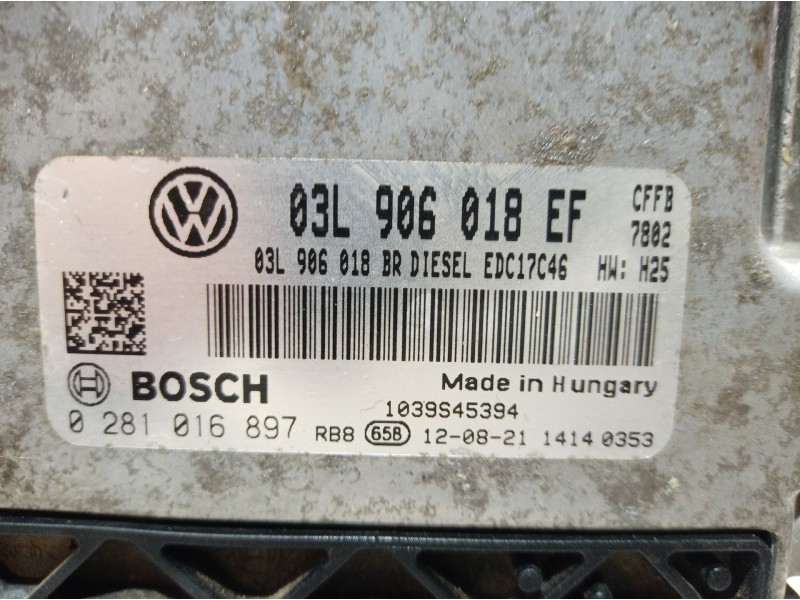 03L 906 018 EF CFFB
7802
03L 906 018 BR DIESEL EDC17C46 HW: H25
BOSCH Made in Hungary
1039S45394
0 281 016 897 RB8 65B 12-08-21 1414 0353